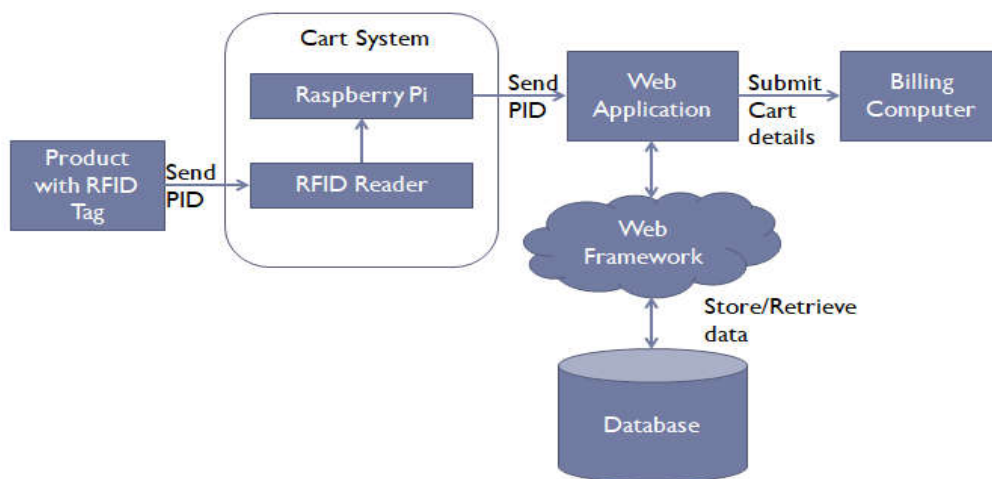 Cart System
Raspberry Pi
RFID Reader
Product
with RFID
Tag
Send
PID
Send
PID
Web
Application
Submit
Cart
details
Billing
Computer
Web
Framework
Store/Retrieve
data
Database